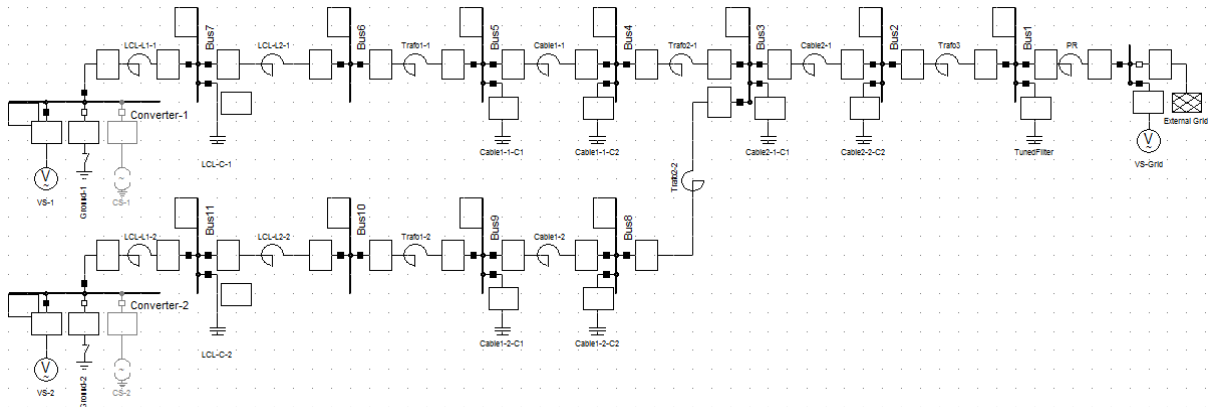 LCL-L1-1
Bus7
LCL-L2-1
Bus6
Trafo1-1
Bus5
Cable1-1
Bus4
Trafo2-1
Bus3
Cable2-1
Bus2
Trafo3
Bus1
PR
Converter-1
External Grid
V
VS-1
Ground-1
CS-1
LCL-C-1
Cable1-1-C1
Cable1-1-C2
Cable2-1-C1
Cable2-2-C2
TunedFilter
V
VS-Grid
Trafo2-2
LCL-L1-2
Bus11
LCL-L2-2
Bus10
Trafo1-2
Bus9
Cable1-2
Bus8
Converter-2
V
VS-2
Ground-2
CS-2
LCL-C-2
Cable1-2-C1
Cable1-2-C2